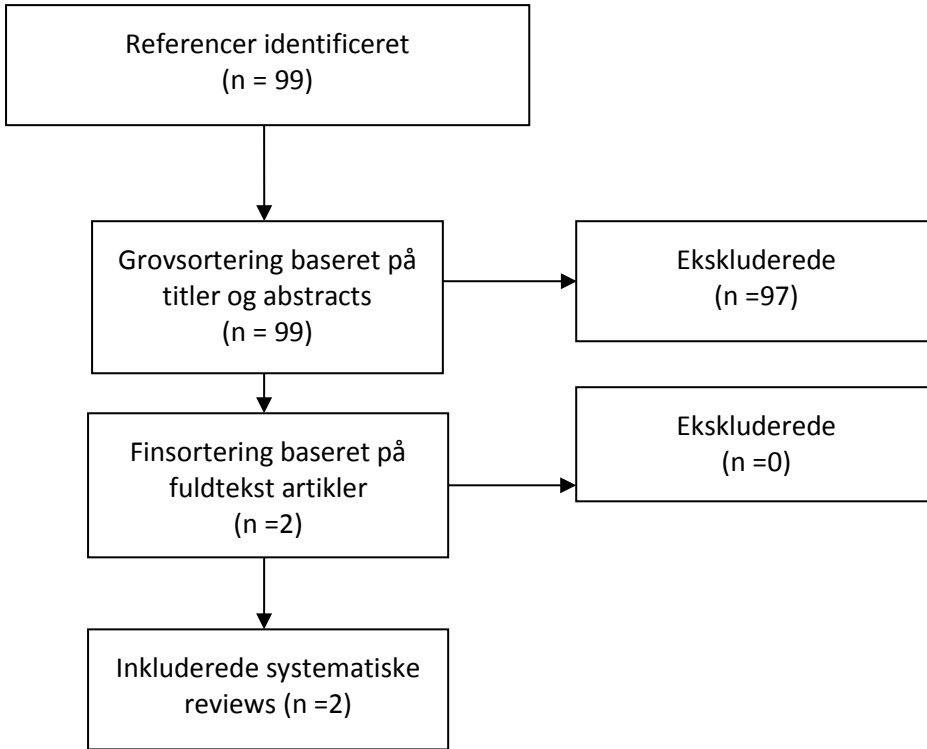 Referencer identificeret
(n = 99)
Grovsortering baseret på
titler og abstracts
(n = 99)
Ekskluderede
(n =97)
Finsortering baseret på
fuldtekst artikler
(n =2)
Ekskluderede
(n =0)
Inkluderede systematiske
reviews (n =2)